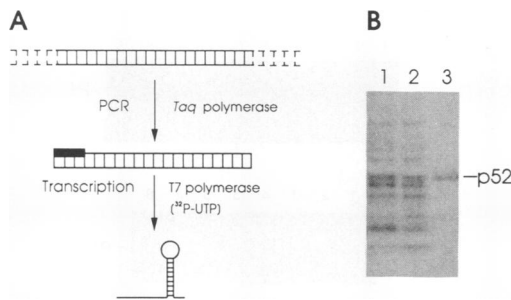 A
B
PCR Taq polymerase
Transcription T7 polymerase
(³²P-UTP)
1 2 3
–p52